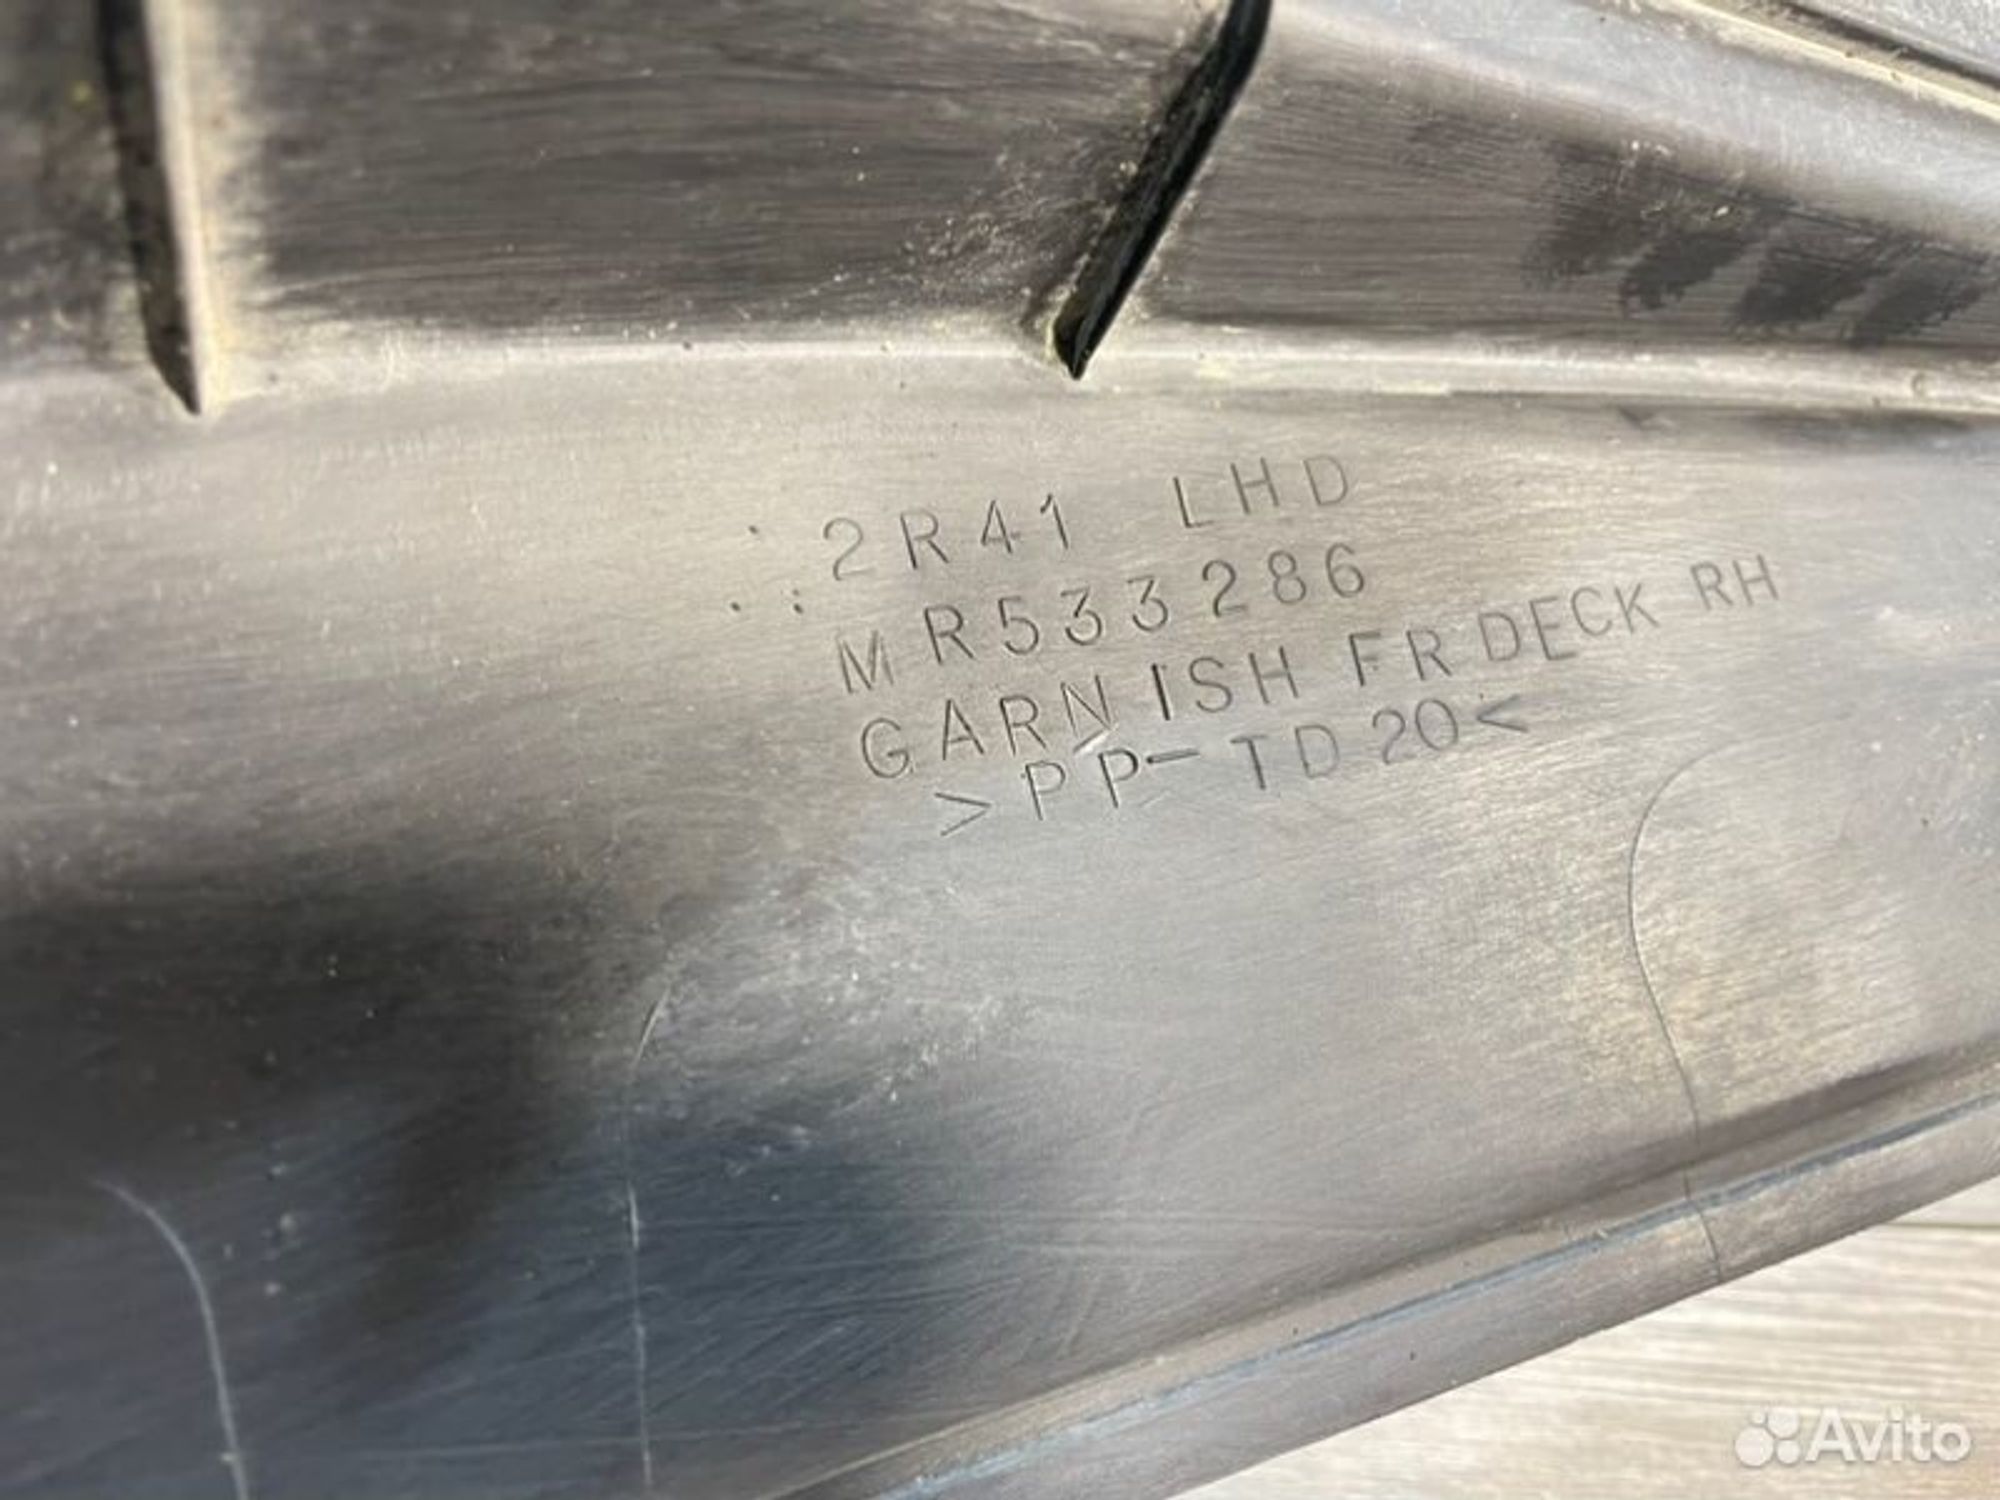 2R41 LHD
MR533286
GARNISH FR DECK RH
>PP-TD20<
Avito